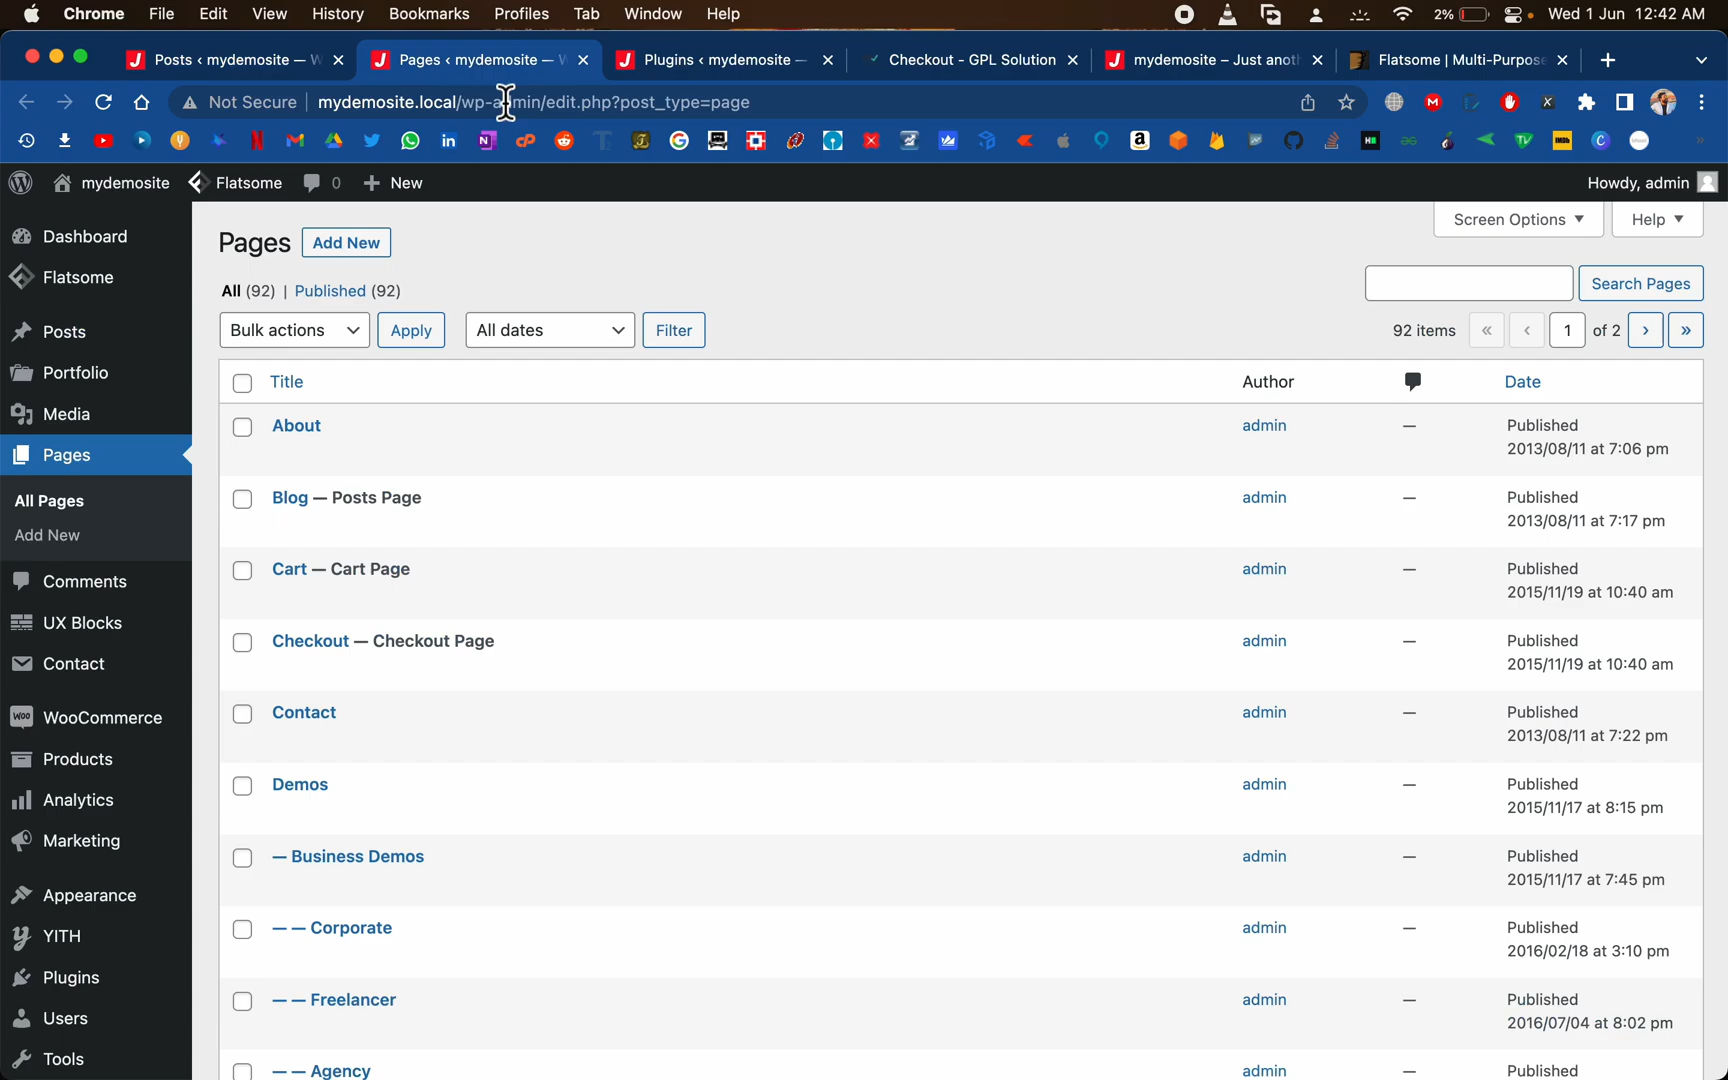 Chrome File Edit View History Bookmarks Profiles Tab Window Help 2% Wed 1 Jun 12:42 AM
Posts ‹ mydemosite — W Pages ‹ mydemosite — W Plugins ‹ mydemosite — Checkout - GPL Solution mydemosite – Just anoth Flatsome | Multi-Purpose
Not Secure mydemosite.local/wp-admin/edit.php?post_type=page
mydemosite Flatsome 0 New Howdy, admin
Screen Options Help
Dashboard
Flatsome
Posts
Portfolio
Media
Pages
All Pages
Add New
Comments
UX Blocks
Contact
WooCommerce
Products
Analytics
Marketing
Appearance
YITH
Plugins
Users
Tools
Pages Add New
All (92) | Published (92)
Search Pages
Bulk actions Apply All dates Filter 92 items « ‹ 1 of 2 › »
Title Author Date
About admin — Published
2013/08/11 at 7:06 pm
Blog — Posts Page admin — Published
2013/08/11 at 7:17 pm
Cart — Cart Page admin — Published
2015/11/19 at 10:40 am
Checkout — Checkout Page admin — Published
2015/11/19 at 10:40 am
Contact admin — Published
2013/08/11 at 7:22 pm
Demos admin — Published
2015/11/17 at 8:15 pm
— Business Demos admin — Published
2015/11/17 at 7:45 pm
— — Corporate admin — Published
2016/02/18 at 3:10 pm
— — Freelancer admin — Published
2016/07/04 at 8:02 pm
— — Agency admin — Published